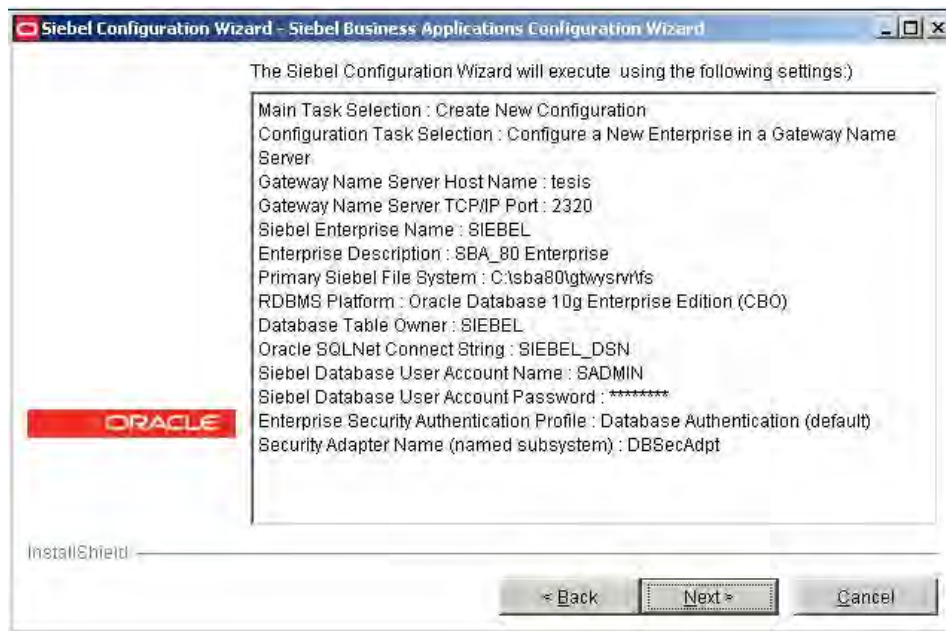 Siebel Configuration Wizard - Siebel Business Applications Configuration Wizard
The Siebel Configuration Wizard will execute using the following settings:)
Main Task Selection : Create New Configuration
Configuration Task Selection : Configure a New Enterprise in a Gateway Name
Server
Gateway Name Server Host Name : tesis
Gateway Name Server TCP/IP Port : 2320
Siebel Enterprise Name : SIEBEL
Enterprise Description : SBA_80 Enterprise
Primary Siebel File System : C:\sba80\gtwysrvr\fs
RDBMS Platform : Oracle Database 10g Enterprise Edition (CBO)
Database Table Owner : SIEBEL
Oracle SQLNet Connect String : SIEBEL_DSN
Siebel Database User Account Name : SADMIN
Siebel Database User Account Password : ********
Enterprise Security Authentication Profile : Database Authentication (default)
Security Adapter Name (named subsystem) : DBSecAdpt
ORACLE
InstallShield
< Back
Next >
Cancel